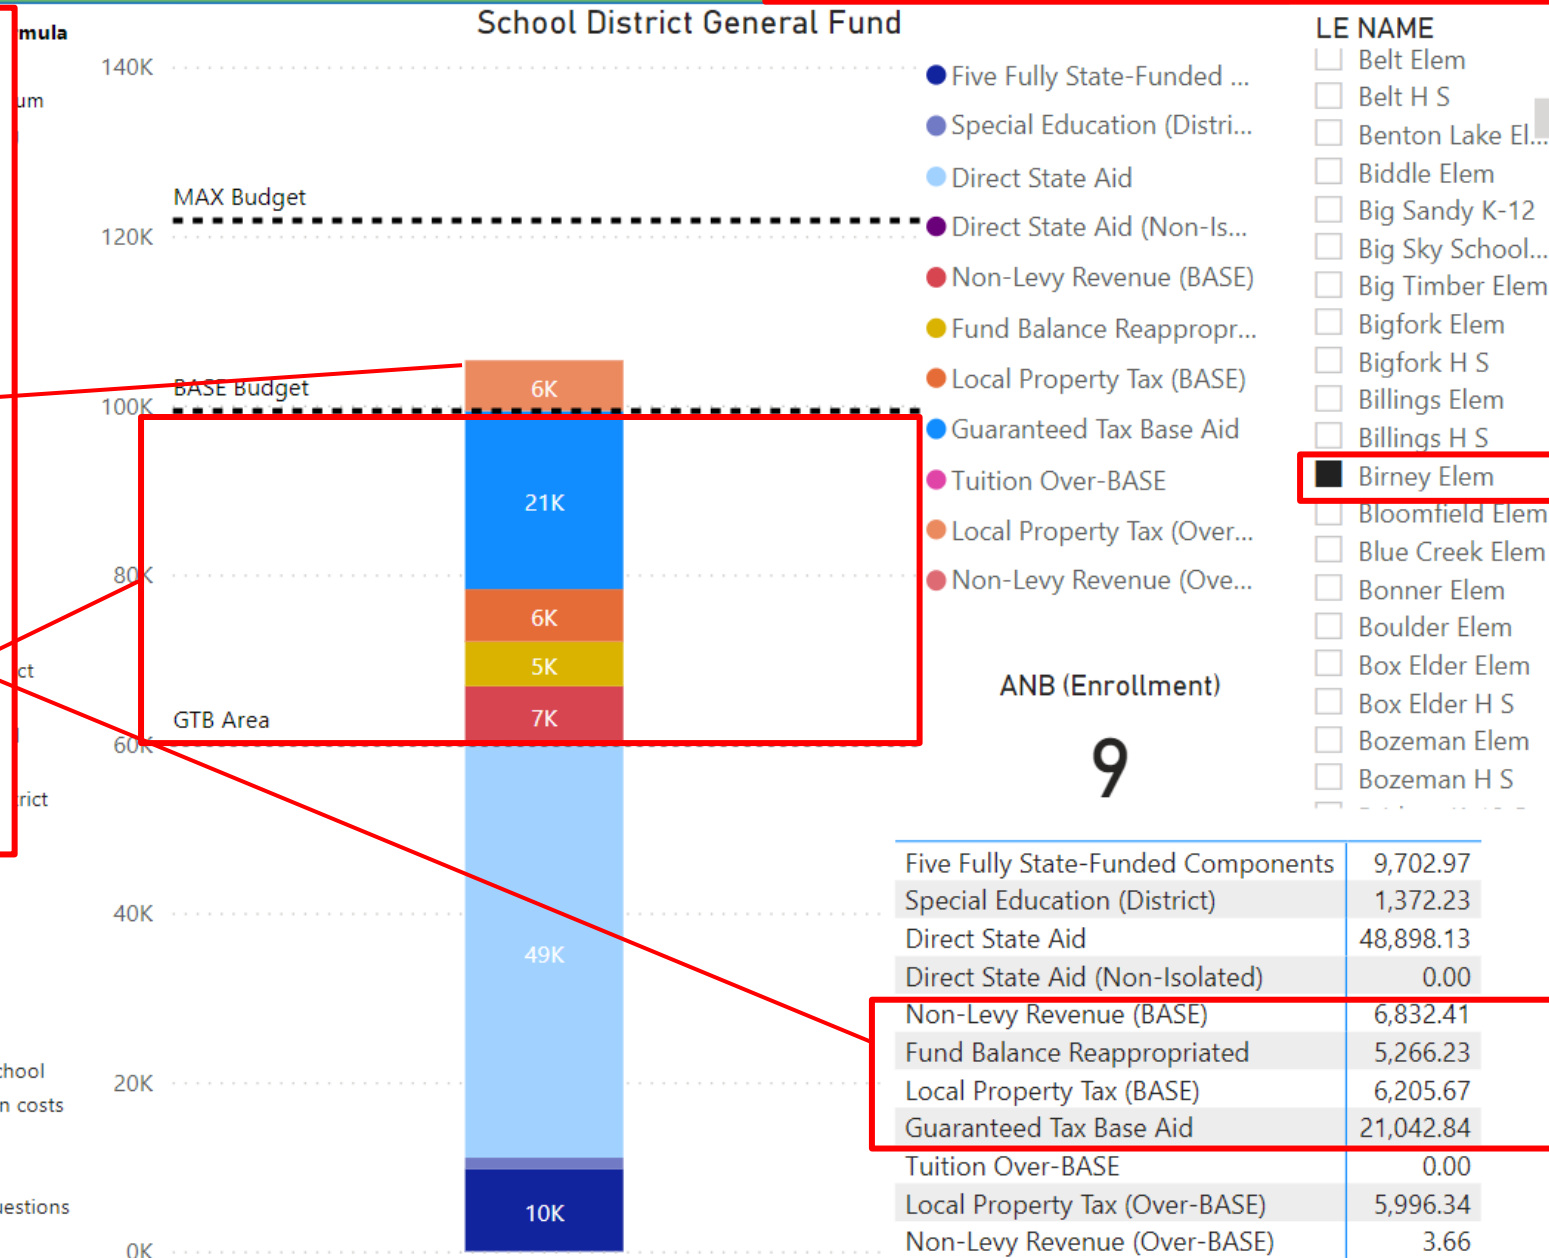 School District General Fund
mula
um
ct
trict
chool
n costs
uestions
140K
120K
100K
80K
60K
40K
20K
0K
MAX Budget
BASE Budget
GTB Area
6K
21K
6K
5K
7K
49K
10K
Five Fully State-Funded ...
Special Education (Distri...
Direct State Aid
Direct State Aid (Non-Is...
Non-Levy Revenue (BASE)
Fund Balance Reappropr...
Local Property Tax (BASE)
Guaranteed Tax Base Aid
Tuition Over-BASE
Local Property Tax (Over...
Non-Levy Revenue (Ove...
ANB (Enrollment)
9
LE NAME
Belt Elem
Belt H S
Benton Lake El...
Biddle Elem
Big Sandy K-12
Big Sky School...
Big Timber Elem
Bigfork Elem
Bigfork H S
Billings Elem
Billings H S
Birney Elem
Bloomfield Elem
Blue Creek Elem
Bonner Elem
Boulder Elem
Box Elder Elem
Box Elder H S
Bozeman Elem
Bozeman H S
Five Fully State-Funded Components 9,702.97
Special Education (District) 1,372.23
Direct State Aid 48,898.13
Direct State Aid (Non-Isolated) 0.00
Non-Levy Revenue (BASE) 6,832.41
Fund Balance Reappropriated 5,266.23
Local Property Tax (BASE) 6,205.67
Guaranteed Tax Base Aid 21,042.84
Tuition Over-BASE 0.00
Local Property Tax (Over-BASE) 5,996.34
Non-Levy Revenue (Over-BASE) 3.66